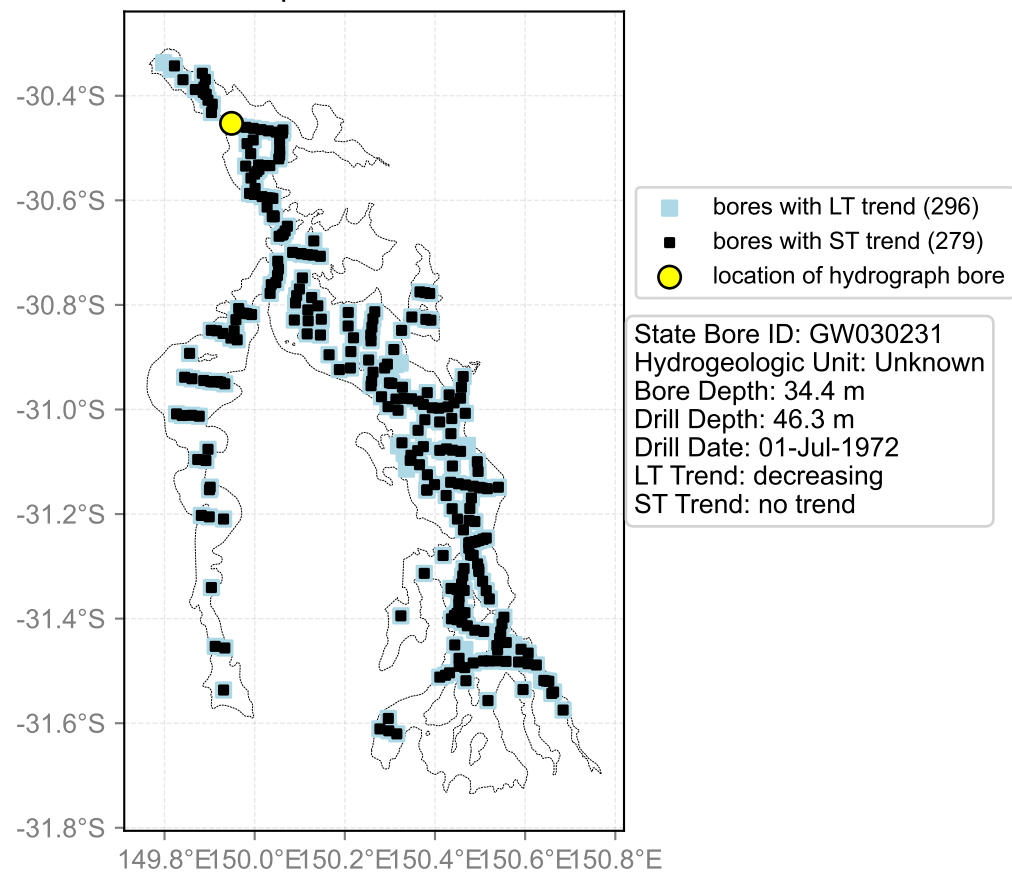 -30.4°S
-30.6°S
-30.8°S
-31.0°S
-31.2°S
-31.4°S
-31.6°S
-31.8°S
149.8°E150.0°E150.2°E150.4°E150.6°E150.8°E
bores with LT trend (296)
bores with ST trend (279)
location of hydrograph bore
State Bore ID: GW030231
Hydrogeologic Unit: Unknown
Bore Depth: 34.4 m
Drill Depth: 46.3 m
Drill Date: 01-Jul-1972
LT Trend: decreasing
ST Trend: no trend